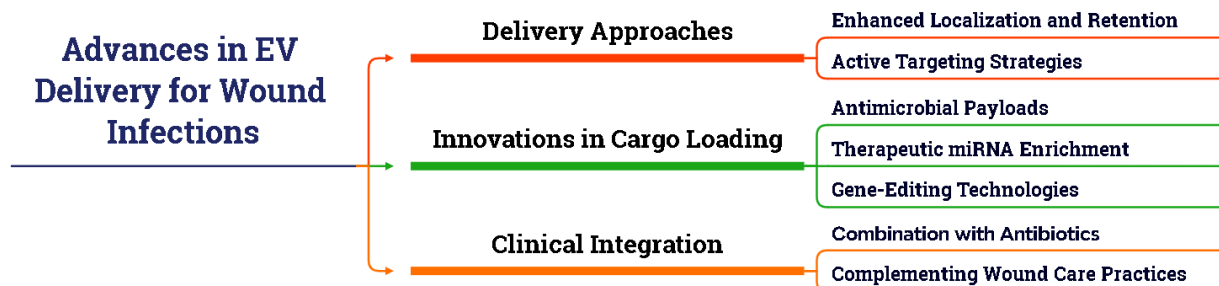 Advances in EV
Delivery for Wound
Infections
Delivery Approaches
Enhanced Localization and Retention
Active Targeting Strategies
Innovations in Cargo Loading
Antimicrobial Payloads
Therapeutic miRNA Enrichment
Gene-Editing Technologies
Clinical Integration
Combination with Antibiotics
Complementing Wound Care Practices